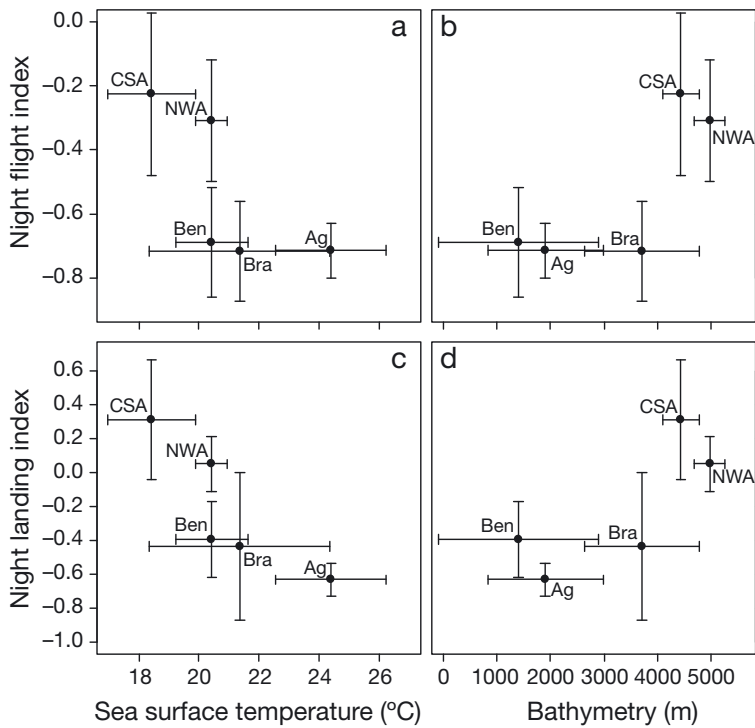 a
b
Night flight index
0.0
−0.2
−0.4
−0.6
−0.8
CSA
NWA
Ben
Bra
Ag
CSA
NWA
Ben
Ag
Bra
c
d
Night landing index
0.6
0.4
0.2
0.0
−0.2
−0.4
−0.6
−0.8
−1.0
CSA
NWA
Ben
Bra
Ag
CSA
NWA
Ben
Ag
Bra
18 20 22 24 26
0 1000 2000 3000 4000 5000
Sea surface temperature (ºC)
Bathymetry (m)